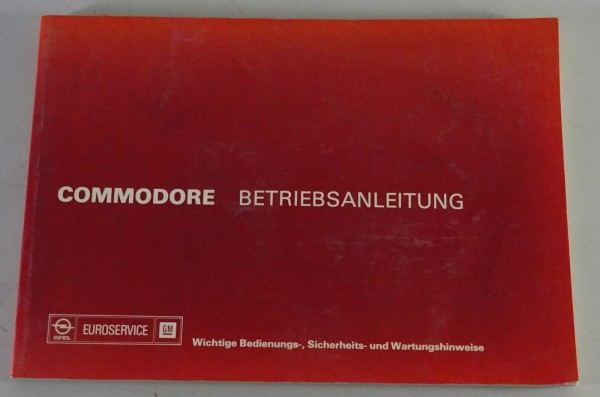 COMMODORE BETRIEBSANLEITUNG
OPEL EUROSERVICE GM
Wichtige Bedienungs-, Sicherheits- und Wartungshinweise